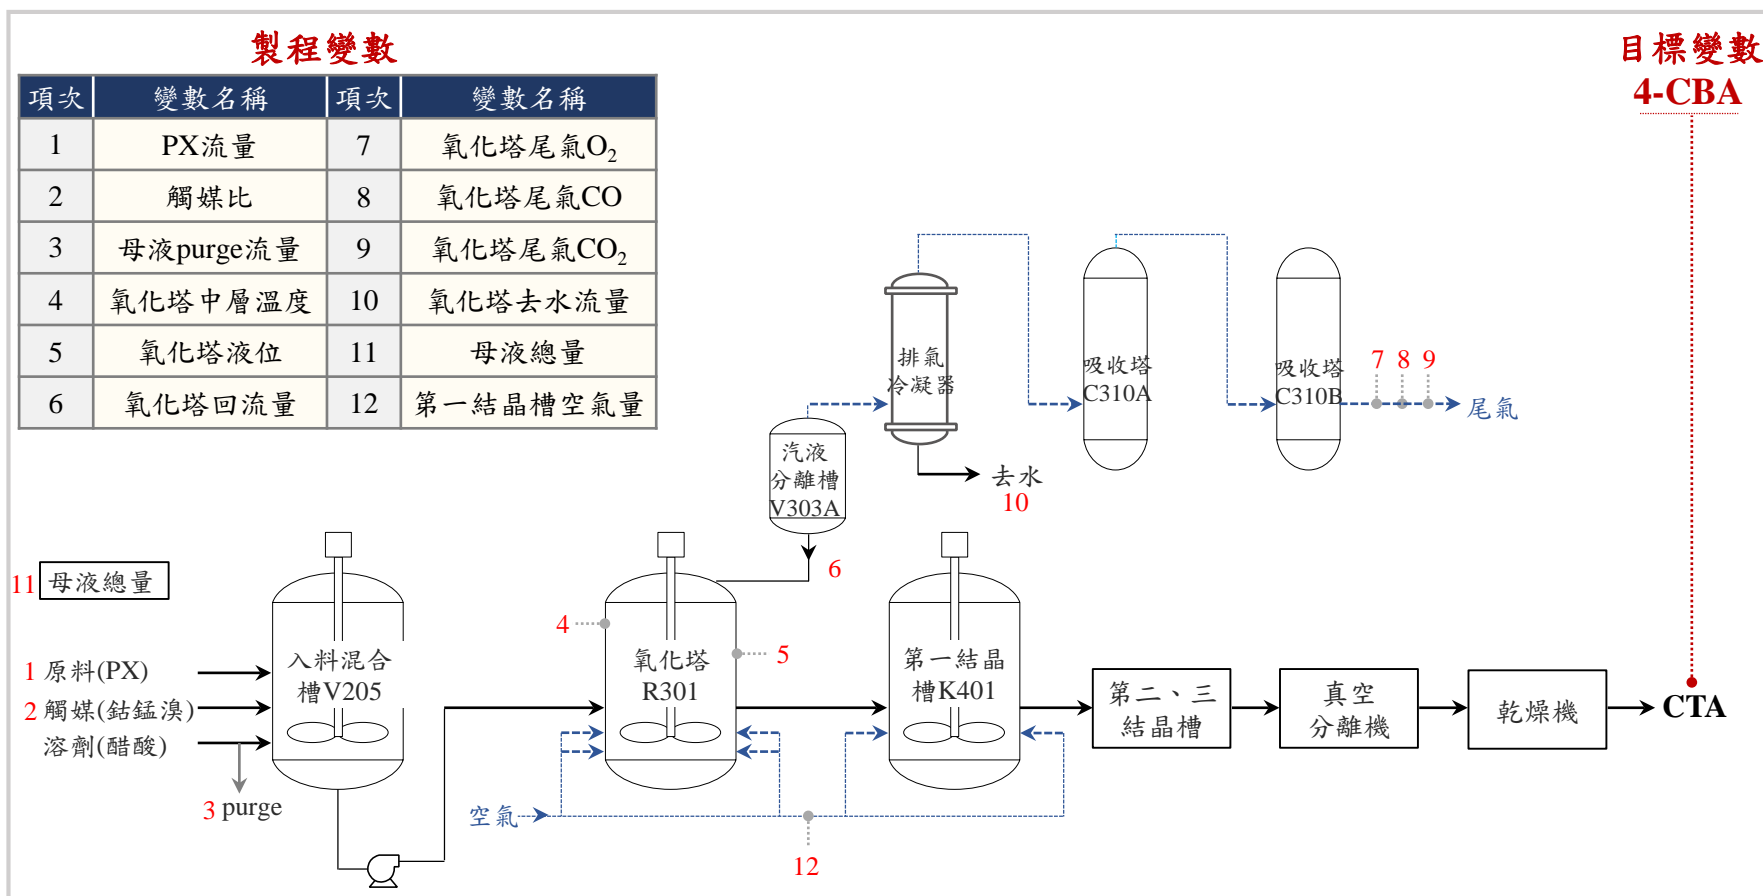 製程變數
項次 變數名稱 項次 變數名稱
1 PX流量 7 氧化塔尾氣O₂
2 觸媒比 8 氧化塔尾氣CO
3 母液purge流量 9 氧化塔尾氣CO₂
4 氧化塔中層溫度 10 氧化塔去水流量
5 氧化塔液位 11 母液總量
6 氧化塔回流量 12 第一結晶槽空氣量
目標變數
4-CBA
排氣
冷凝器
吸收塔
C310A
吸收塔
C310B
7 8 9
尾氣
汽液
分離槽
V303A
去水
10
6
11 母液總量
1 原料(PX)
2 觸媒(鈷錳溴)
溶劑(醋酸)
3 purge
入料混合
槽V205
4
氧化塔
R301
5
第一結晶
槽K401
第二、三
結晶槽
真空
分離機
乾燥機
CTA
空氣
12